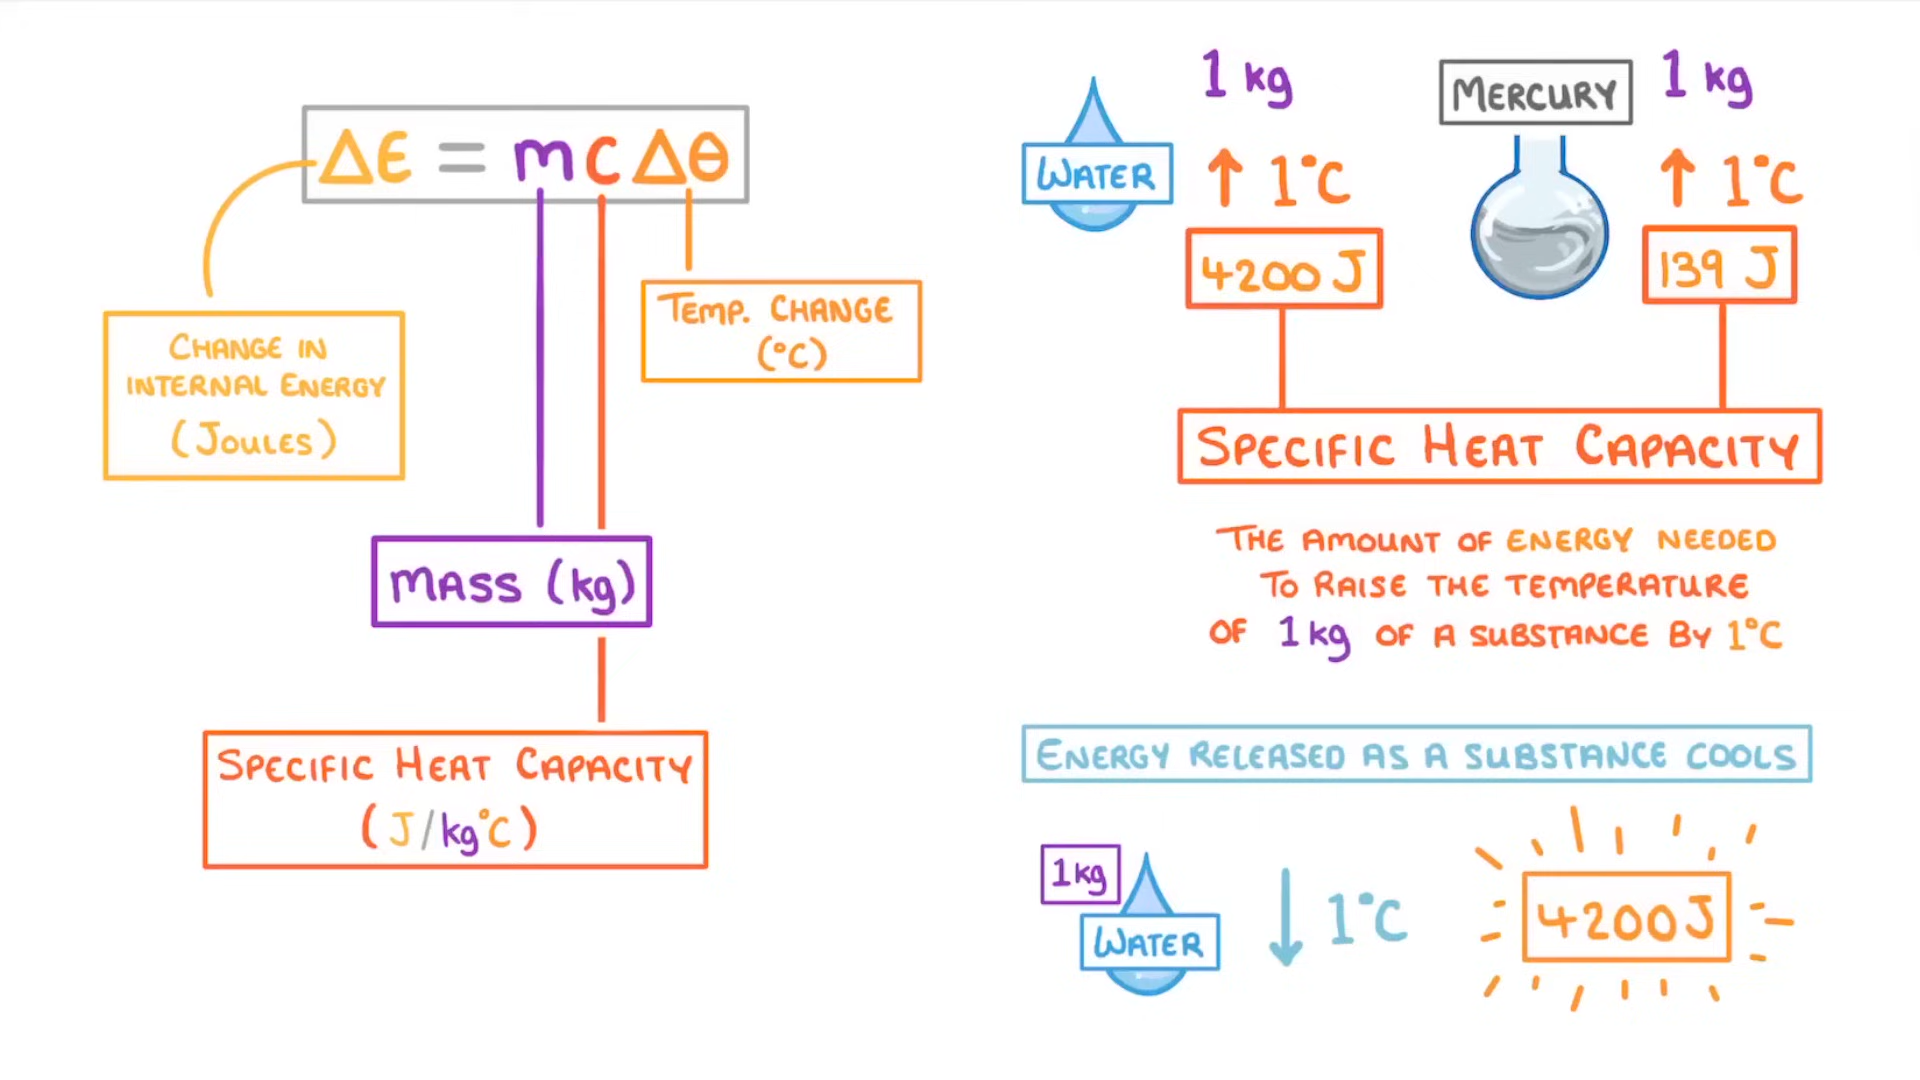 ΔE = mcΔθ
CHANGE IN
INTERNAL ENERGY
(JOULES)
TEMP. CHANGE
(°C)
MASS (kg)
SPECIFIC HEAT CAPACITY
(J/kg°C)
WATER
1 kg
↑ 1°C
4200 J
MERCURY
1 kg
↑ 1°C
139 J
SPECIFIC HEAT CAPACITY
THE AMOUNT OF ENERGY NEEDED
TO RAISE THE TEMPERATURE
OF 1kg OF A SUBSTANCE BY 1°C
ENERGY RELEASED AS A SUBSTANCE COOLS
1kg
WATER
↓ 1°C
4200J